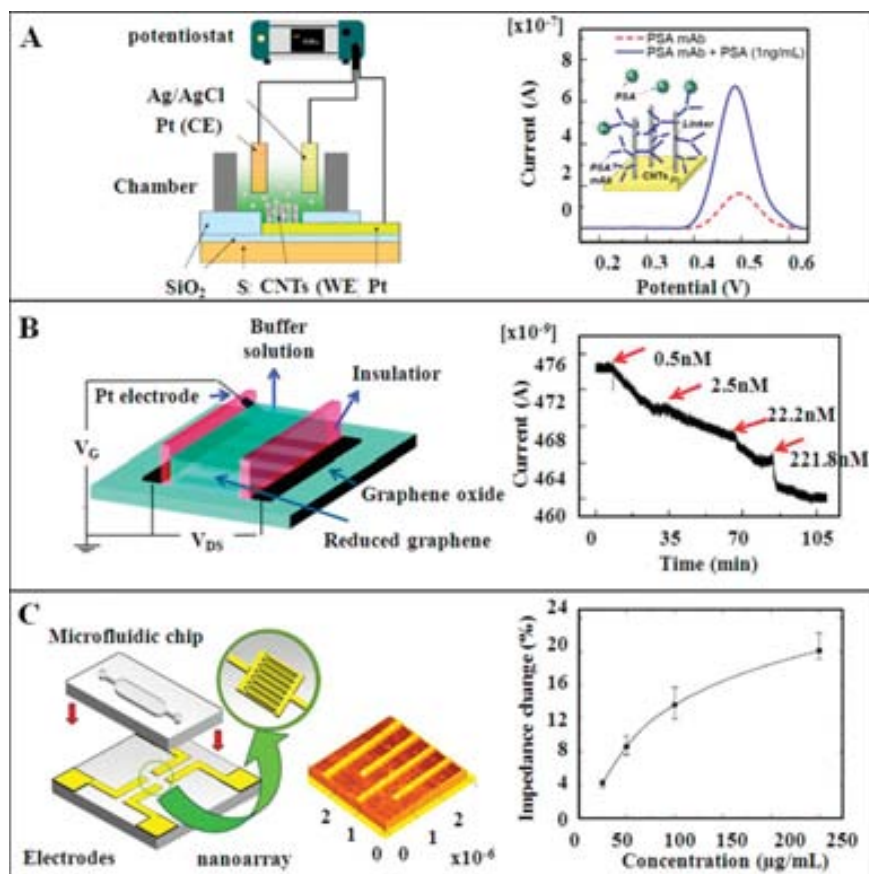 A
potentiostat
Ag/AgCl
Pt (CE)
Chamber
SiO2 S: CNTs (WE Pt
[x10-7]
PSA mAb
PSA mAb + PSA (1ng/mL)
Current (A)
8
6
4
2
0
PSA
Linker
PSA
mAb
CNTs
0.2 0.3 0.4 0.5 0.6
Potential (V)
B
Buffer
solution
Insulatior
Pt electrode
VG
Graphene oxide
VDS
Reduced graphene
[x10-9]
Current (A)
476
472
468
464
460
0.5nM
2.5nM
22.2nM
221.8nM
0 35 70 105
Time (min)
C
Microfluidic chip
Electrodes
nanoarray
2
1
0 0
1
2
x10-6
Impedance change (%)
24
20
16
12
8
4
0
0 50 100 150 200 250
Concentration (µg/mL)